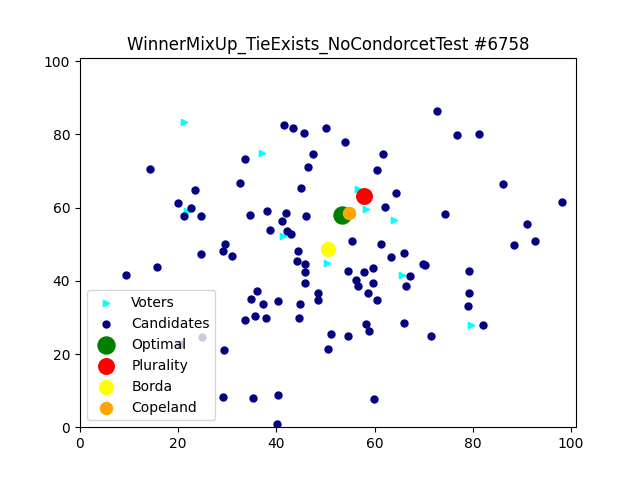 WinnerMixUp_TieExists_NoCondorcetTest #6758
100
80
60
40
20
0
0 20 40 60 80 100
Voters
Candidates
Optimal
Plurality
Borda
Copeland